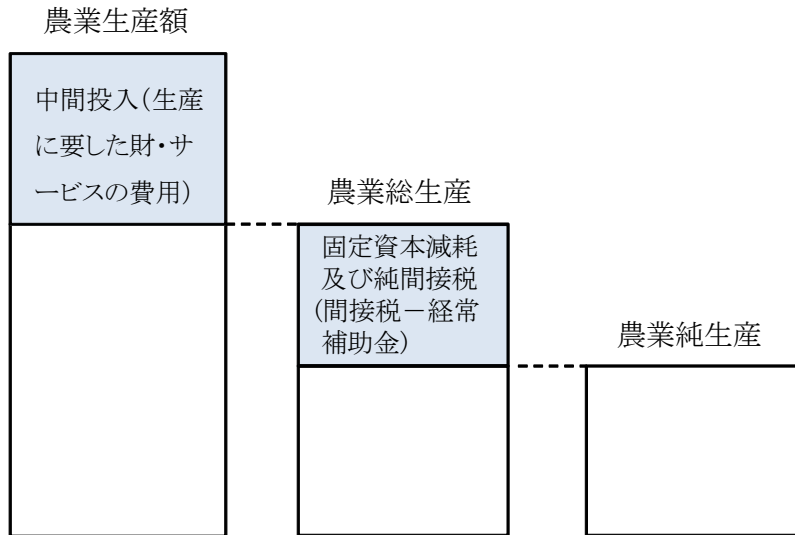 農業生産額
中間投入(生産
に要した財・サ
ービスの費用)
農業総生産
固定資本減耗
及び純間接税
(間接税－経常
補助金)
農業純生産